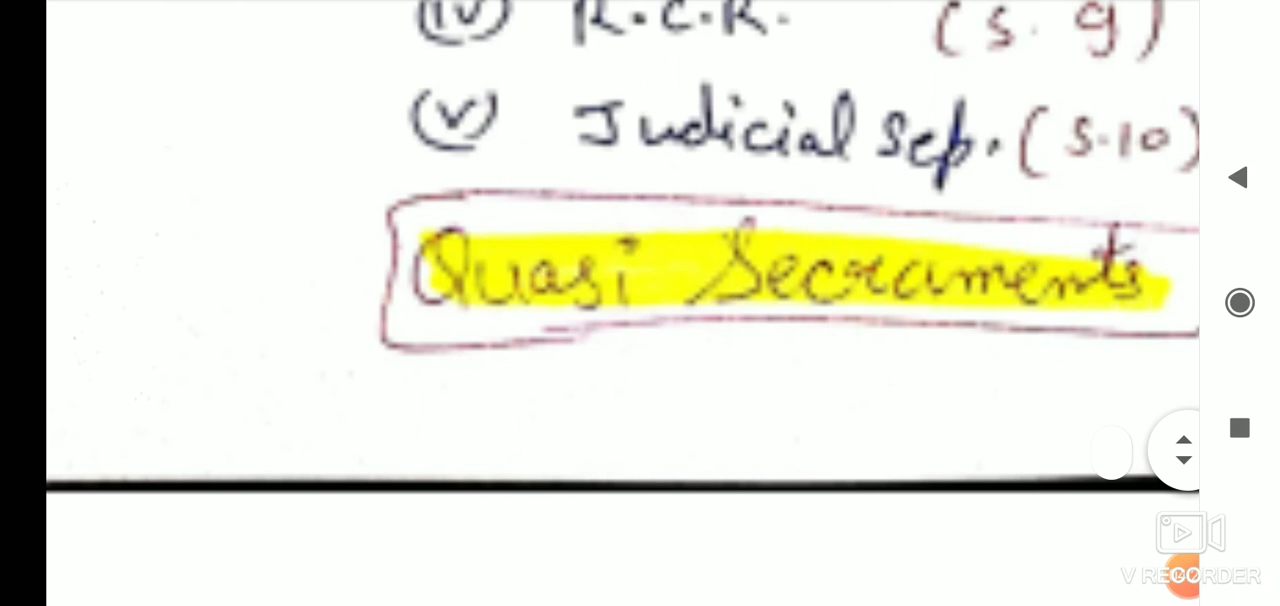 (iv) R.C.R. (S. 9)
(v) Judicial Sep. (S.10)
Quasi Secraments
V RECORDER